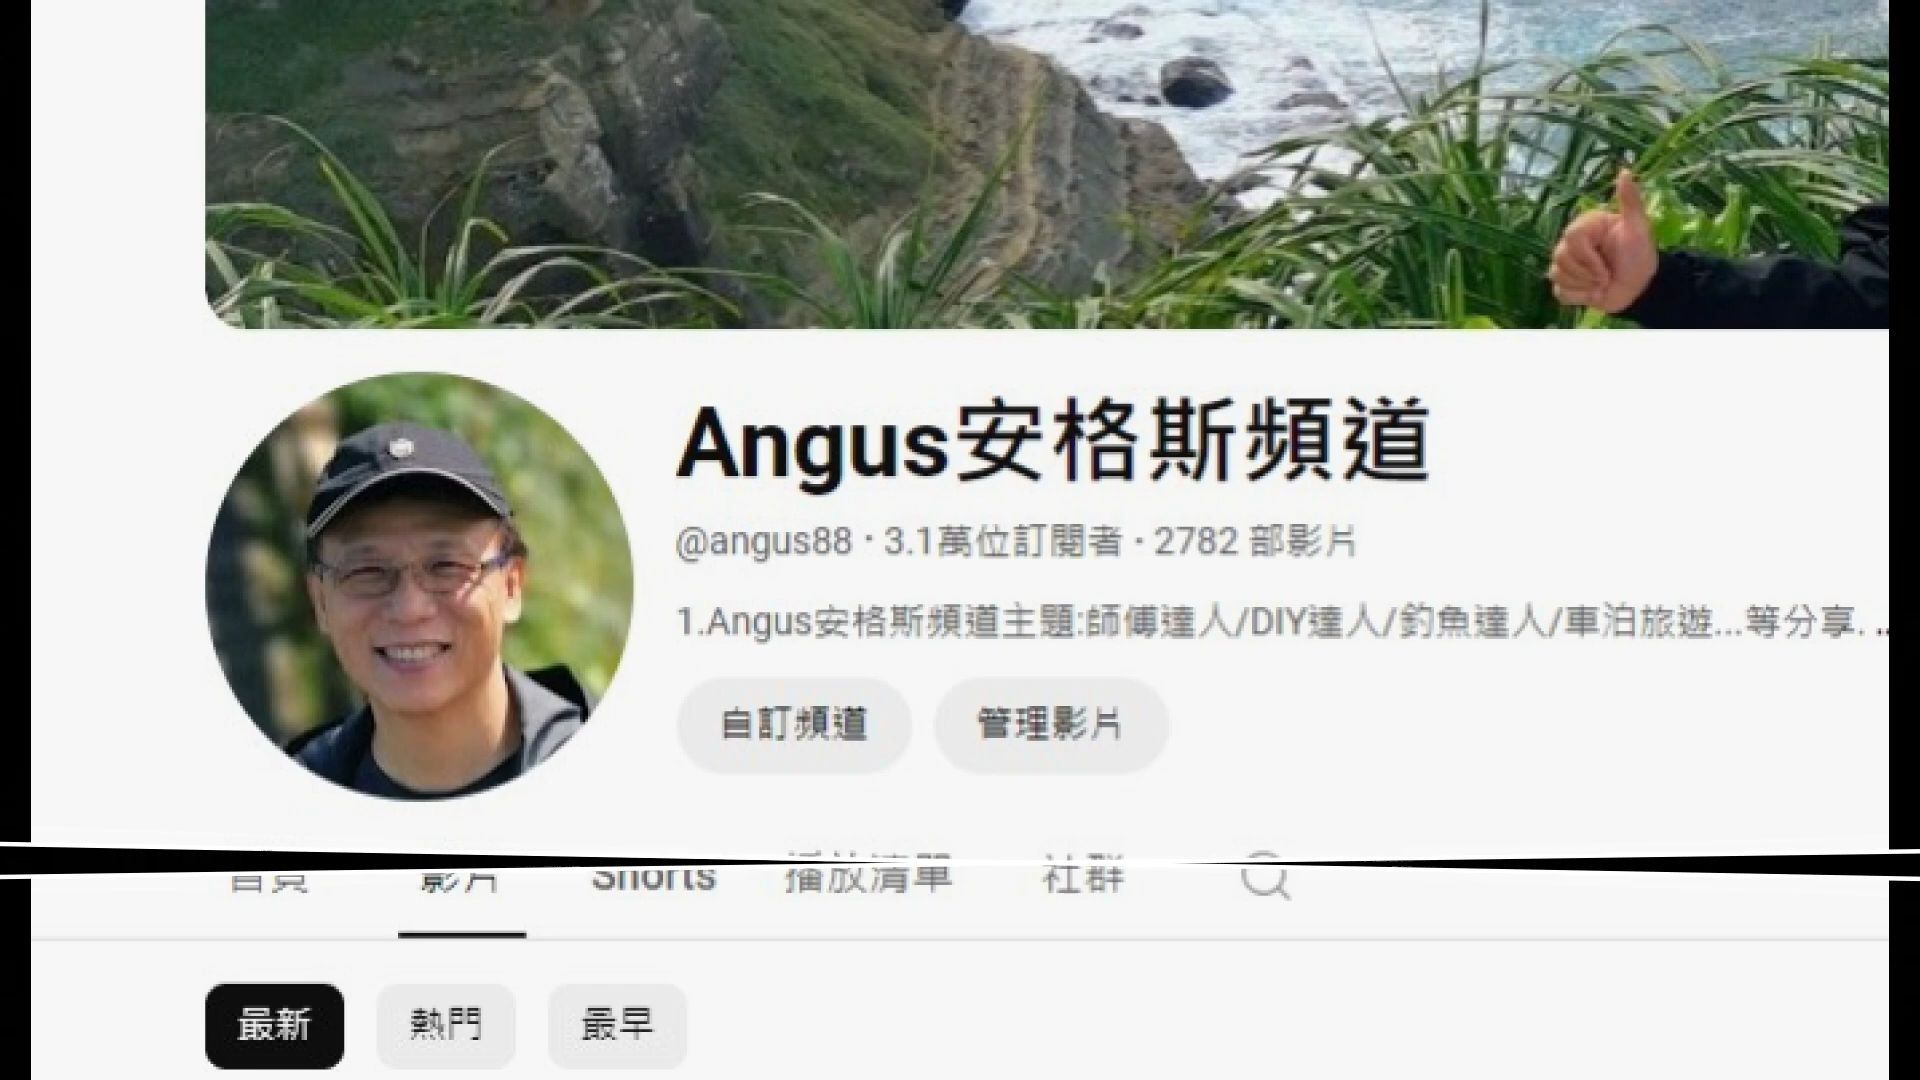 Angus安格斯頻道
@angus88 · 3.1萬位訂閱者 · 2782 部影片
1.Angus安格斯頻道主題:師傅達人/DIY達人/釣魚達人/車泊旅遊...等分享. ...
自訂頻道 管理影片
首頁 影片 Shorts 播放清單 社群
最新 熱門 最早